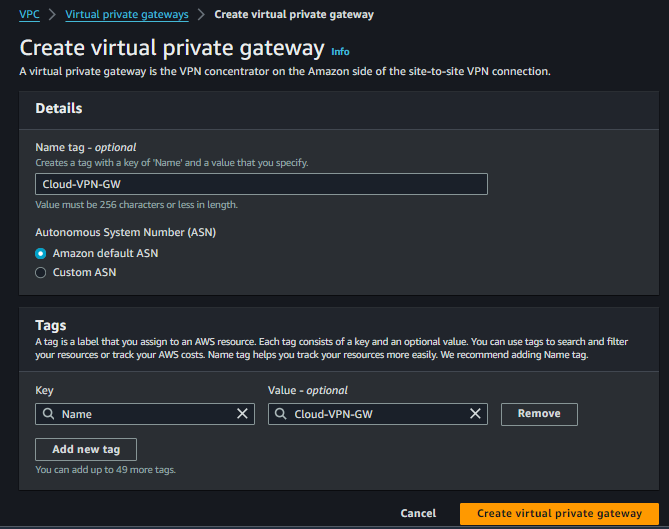 VPC > Virtual private gateways > Create virtual private gateway
Create virtual private gateway Info
A virtual private gateway is the VPN concentrator on the Amazon side of the site-to-site VPN connection.
Details
Name tag - optional
Creates a tag with a key of 'Name' and a value that you specify.
Cloud-VPN-GW
Value must be 256 characters or less in length.
Autonomous System Number (ASN)
Amazon default ASN
Custom ASN
Tags
A tag is a label that you assign to an AWS resource. Each tag consists of a key and an optional value. You can use tags to search and filter
your resources or track your AWS costs. Name tag helps you track your resources more easily. We recommend adding Name tag.
Key Value - optional
Name Cloud-VPN-GW Remove
Add new tag
You can add up to 49 more tags.
Cancel Create virtual private gateway